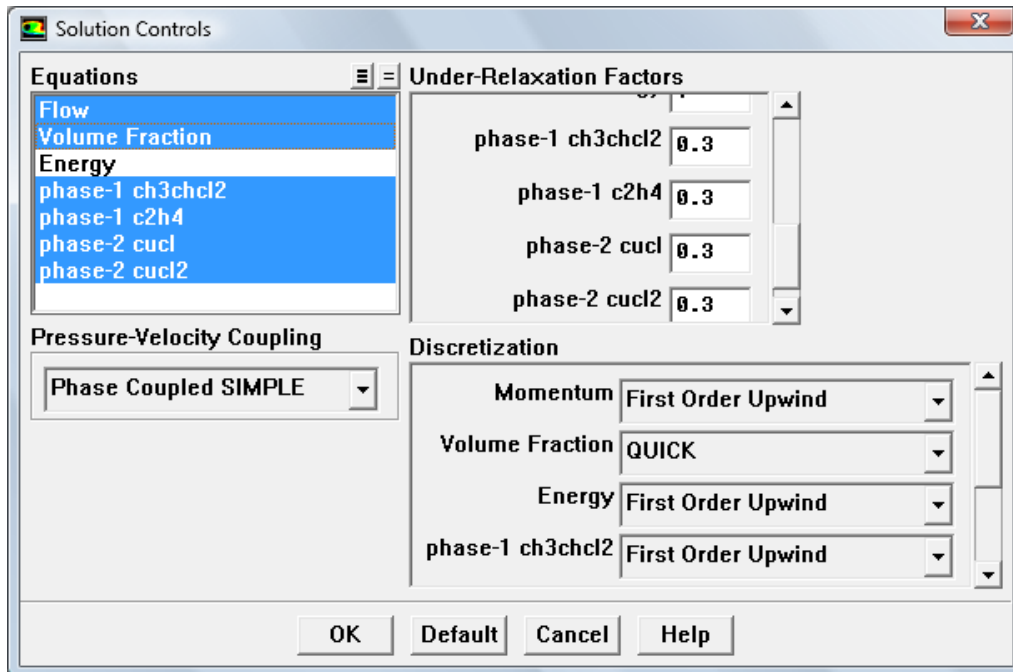 Solution Controls
Equations
Flow
Volume Fraction
Energy
phase-1 ch3chcl2
phase-1 c2h4
phase-2 cucl
phase-2 cucl2
Pressure-Velocity Coupling
Phase Coupled SIMPLE
Under-Relaxation Factors
phase-1 ch3chcl2 0.3
phase-1 c2h4 0.3
phase-2 cucl 0.3
phase-2 cucl2 0.3
Discretization
Momentum First Order Upwind
Volume Fraction QUICK
Energy First Order Upwind
phase-1 ch3chcl2 First Order Upwind
OK Default Cancel Help